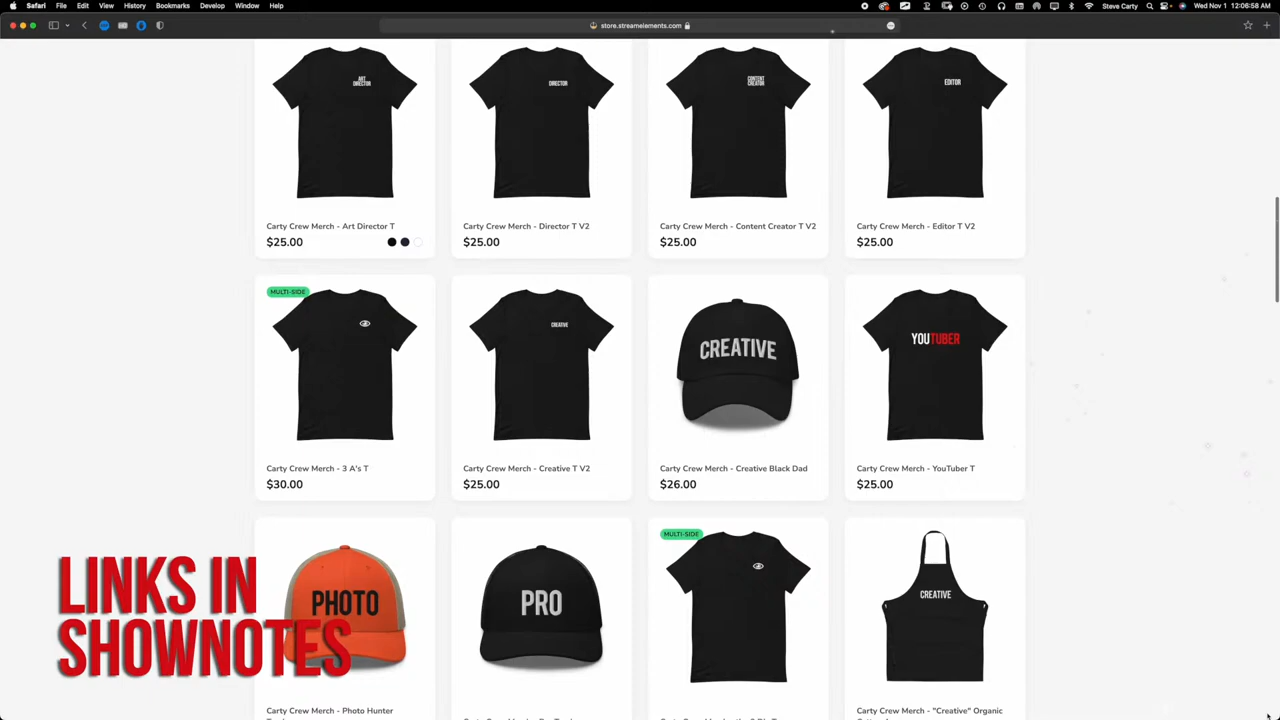 Safari File Edit View History Bookmarks Develop Window Help
Steve Carty Wed Nov 1 12:06:58 AM
store.streamelements.com
ART
DIRECTOR
DIRECTOR
CONTENT
CREATOR
EDITOR
Carty Crew Merch - Art Director T
$25.00
Carty Crew Merch - Director T V2
$25.00
Carty Crew Merch - Content Creator T V2
$25.00
Carty Crew Merch - Editor T V2
$25.00
MULTI-SIDE
CREATIVE
CREATIVE
YOUTUBER
Carty Crew Merch - 3 A's T
$30.00
Carty Crew Merch - Creative T V2
$25.00
Carty Crew Merch - Creative Black Dad
$26.00
Carty Crew Merch - YouTuber T
$25.00
LINKS IN
SHOWNOTES
PHOTO
PRO
MULTI-SIDE
CREATIVE
Carty Crew Merch - Photo Hunter
Carty Crew Merch - "Creative" Organic